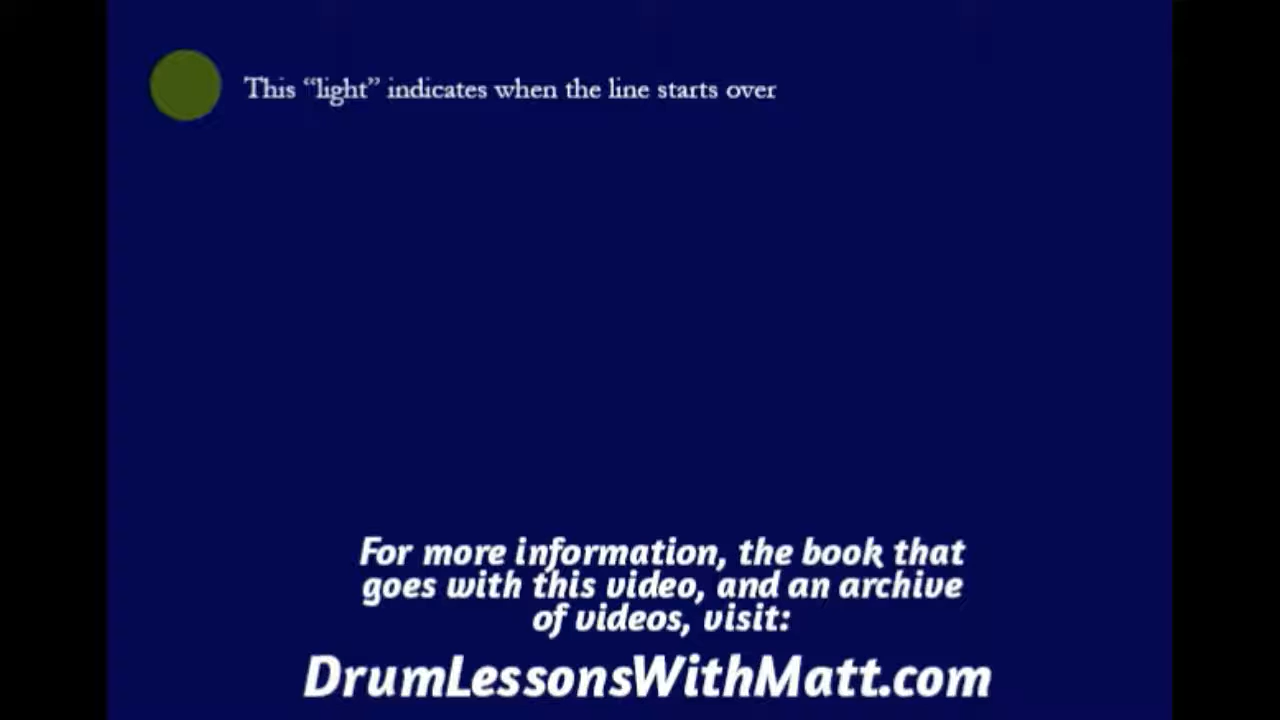 This “light” indicates when the line starts over
For more information, the book that
goes with this video, and an archive
of videos, visit:
DrumLessonsWithMatt.com